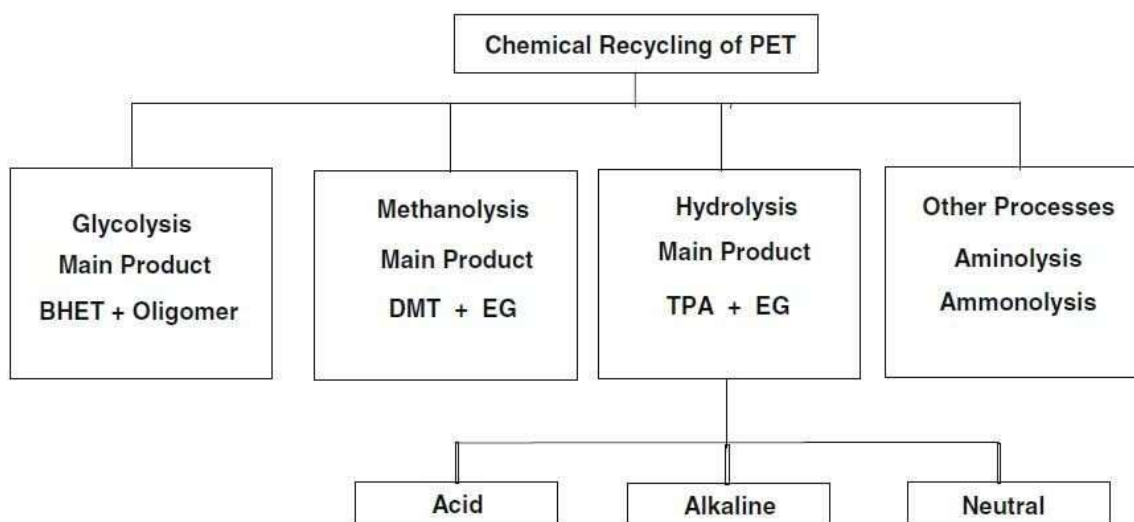 Chemical Recycling of PET
Glycolysis
Main Product
BHET + Oligomer
Methanolysis
Main Product
DMT + EG
Hydrolysis
Main Product
TPA + EG
Other Processes
Aminolysis
Ammonolysis
Acid
Alkaline
Neutral